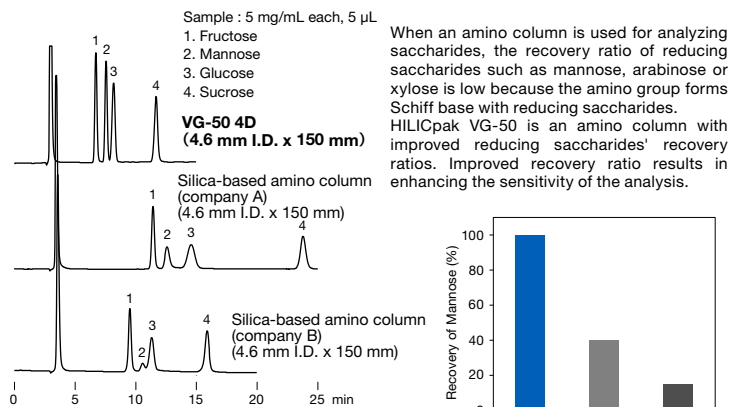 Sample : 5 mg/mL each, 5 µL
1. Fructose
2. Mannose
3. Glucose
4. Sucrose
VG-50 4D
(4.6 mm I.D. x 150 mm)
1
2
3
4
Silica-based amino column
(company A)
(4.6 mm I.D. x 150 mm)
1
2
3
4
Silica-based amino column
(company B)
(4.6 mm I.D. x 150 mm)
1
2
3
4
0 5 10 15 20 25 min
When an amino column is used for analyzing
saccharides, the recovery ratio of reducing
saccharides such as mannose, arabinose or
xylose is low because the amino group forms
Schiff base with reducing saccharides.
HILICpak VG-50 is an amino column with
improved reducing saccharides' recovery
ratios. Improved recovery ratio results in
enhancing the sensitivity of the analysis.
Recovery of Mannose (%)
100
80
60
40
20
0